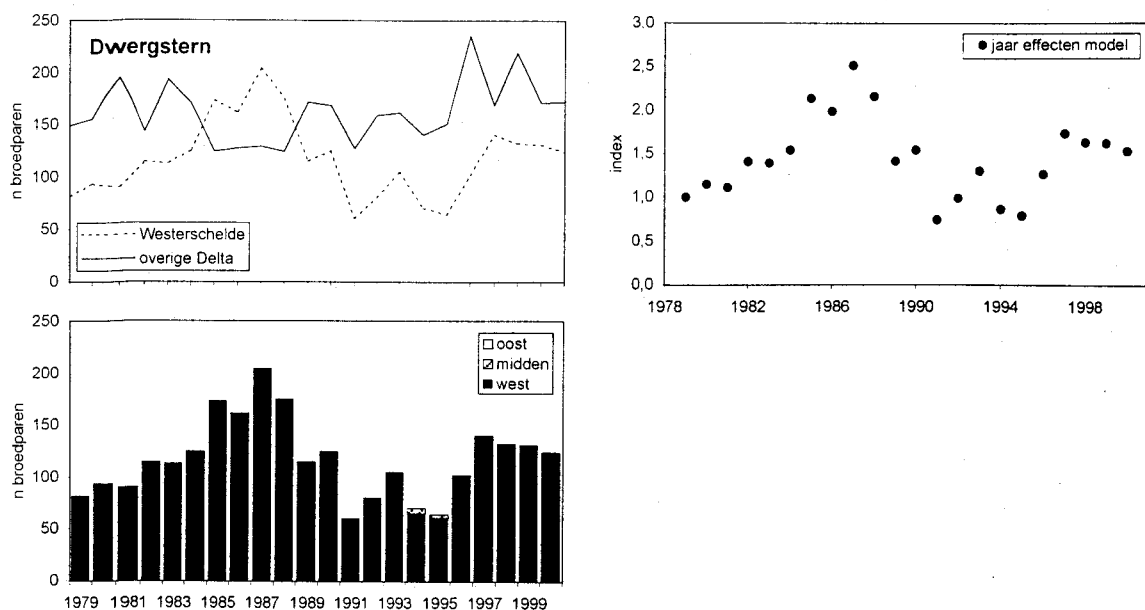 250
200
150
100
50
0
n broedparen
Dwergstern
Westerschelde
overige Delta
3,0
2,5
2,0
1,5
1,0
0,5
0,0
index
jaar effecten model
1978 1982 1986 1990 1994 1998
250
200
150
100
50
0
n broedparen
oost
midden
west
1979 1981 1983 1985 1987 1989 1991 1993 1995 1997 1999